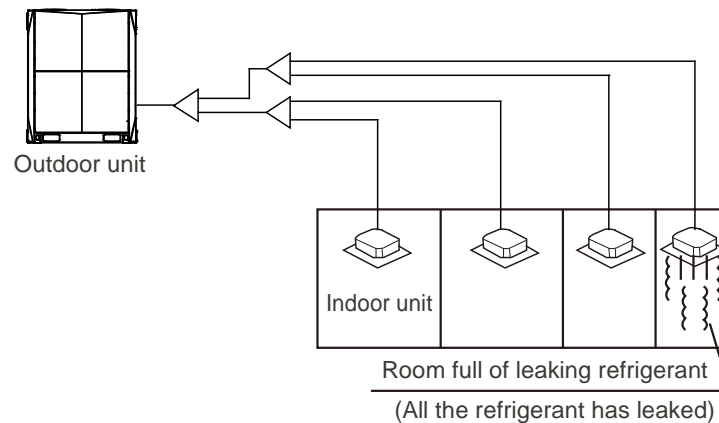 Outdoor unit
Indoor unit
Room full of leaking refrigerant
(All the refrigerant has leaked)